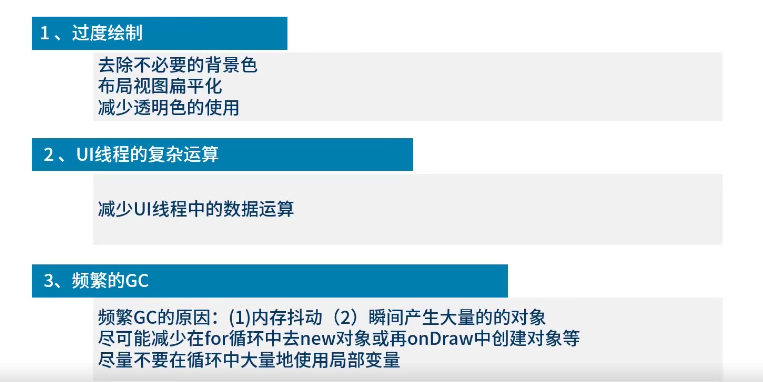 1、过度绘制
去除不必要的背景色
布局视图扁平化
减少透明色的使用
2、UI线程的复杂运算
减少UI线程中的数据运算
3、频繁的GC
频繁GC的原因：(1)内存抖动（2）瞬间产生大量的的对象
尽可能减少在for循环中去new对象或再onDraw中创建对象等
尽量不要在循环中大量地使用局部变量